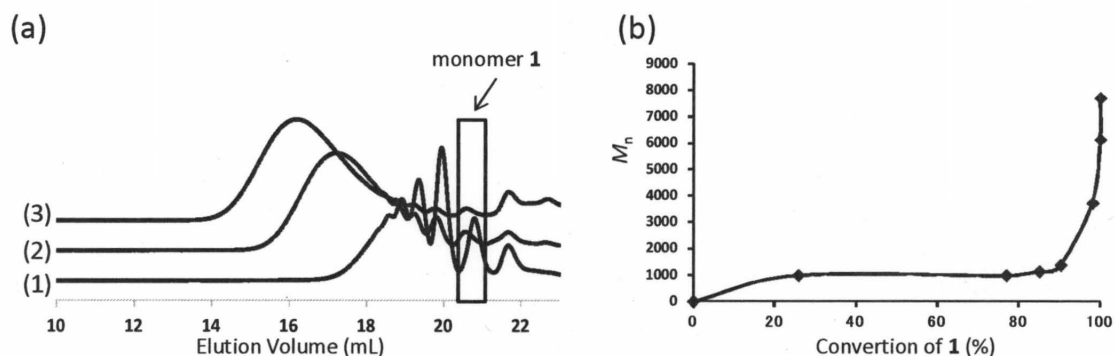 (a)
monomer 1
(3)
(2)
(1)
10 12 14 16 18 20 22
Elution Volume (mL)
(b)
9000
8000
7000
6000
5000
4000
3000
2000
1000
0
Mn
0 20 40 60 80 100
Convertion of 1 (%)